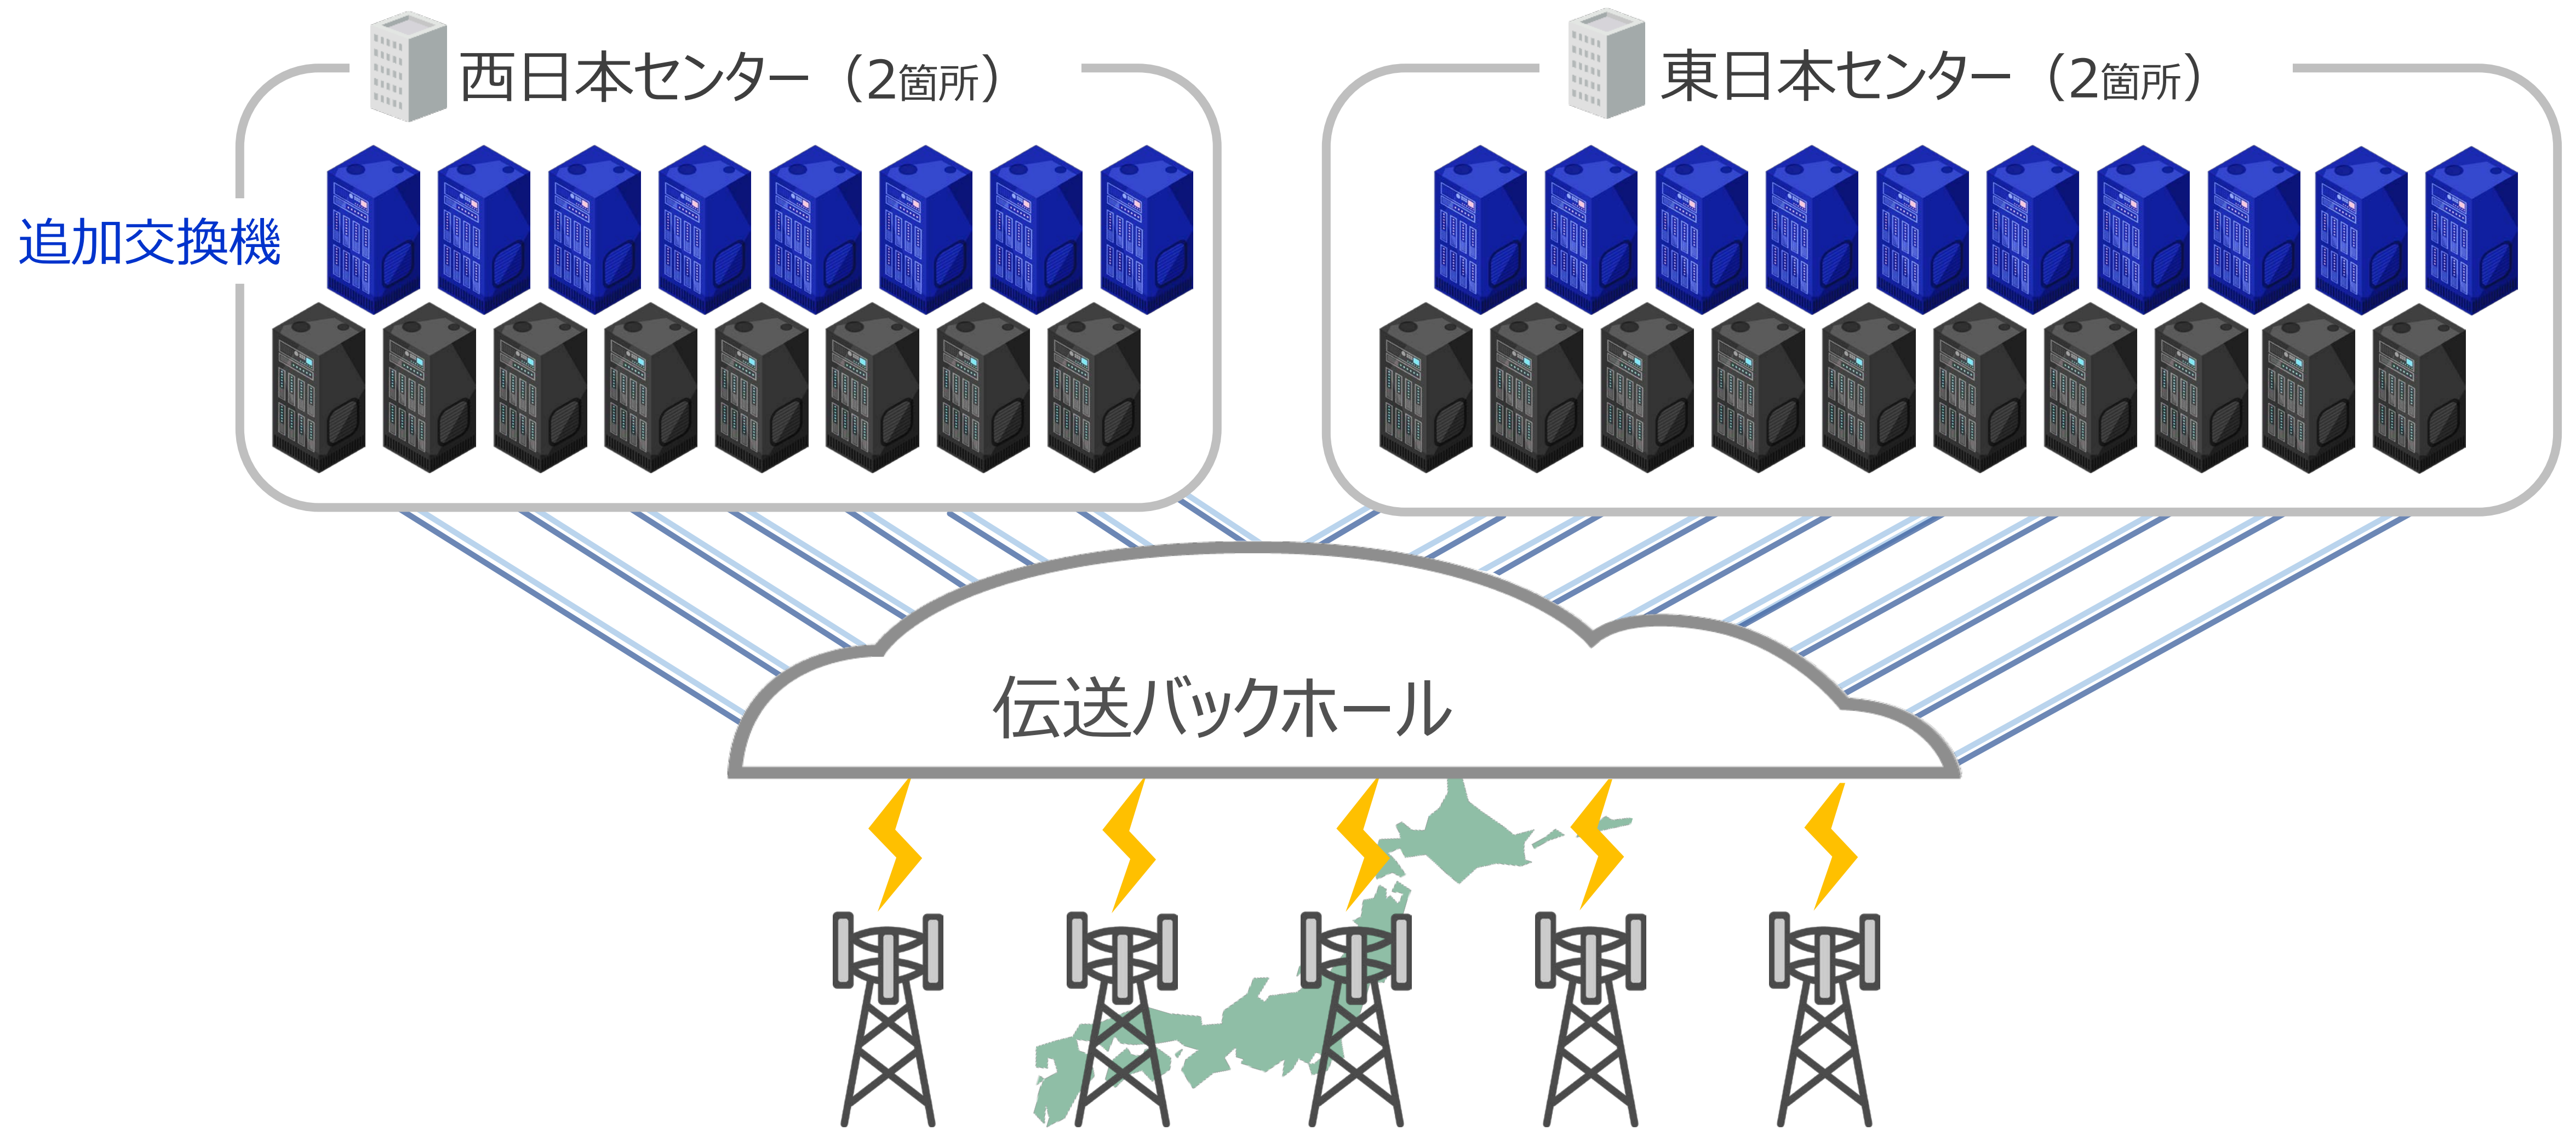 西日本センター（2箇所）
東日本センター（2箇所）
追加交換機
伝送バックホール